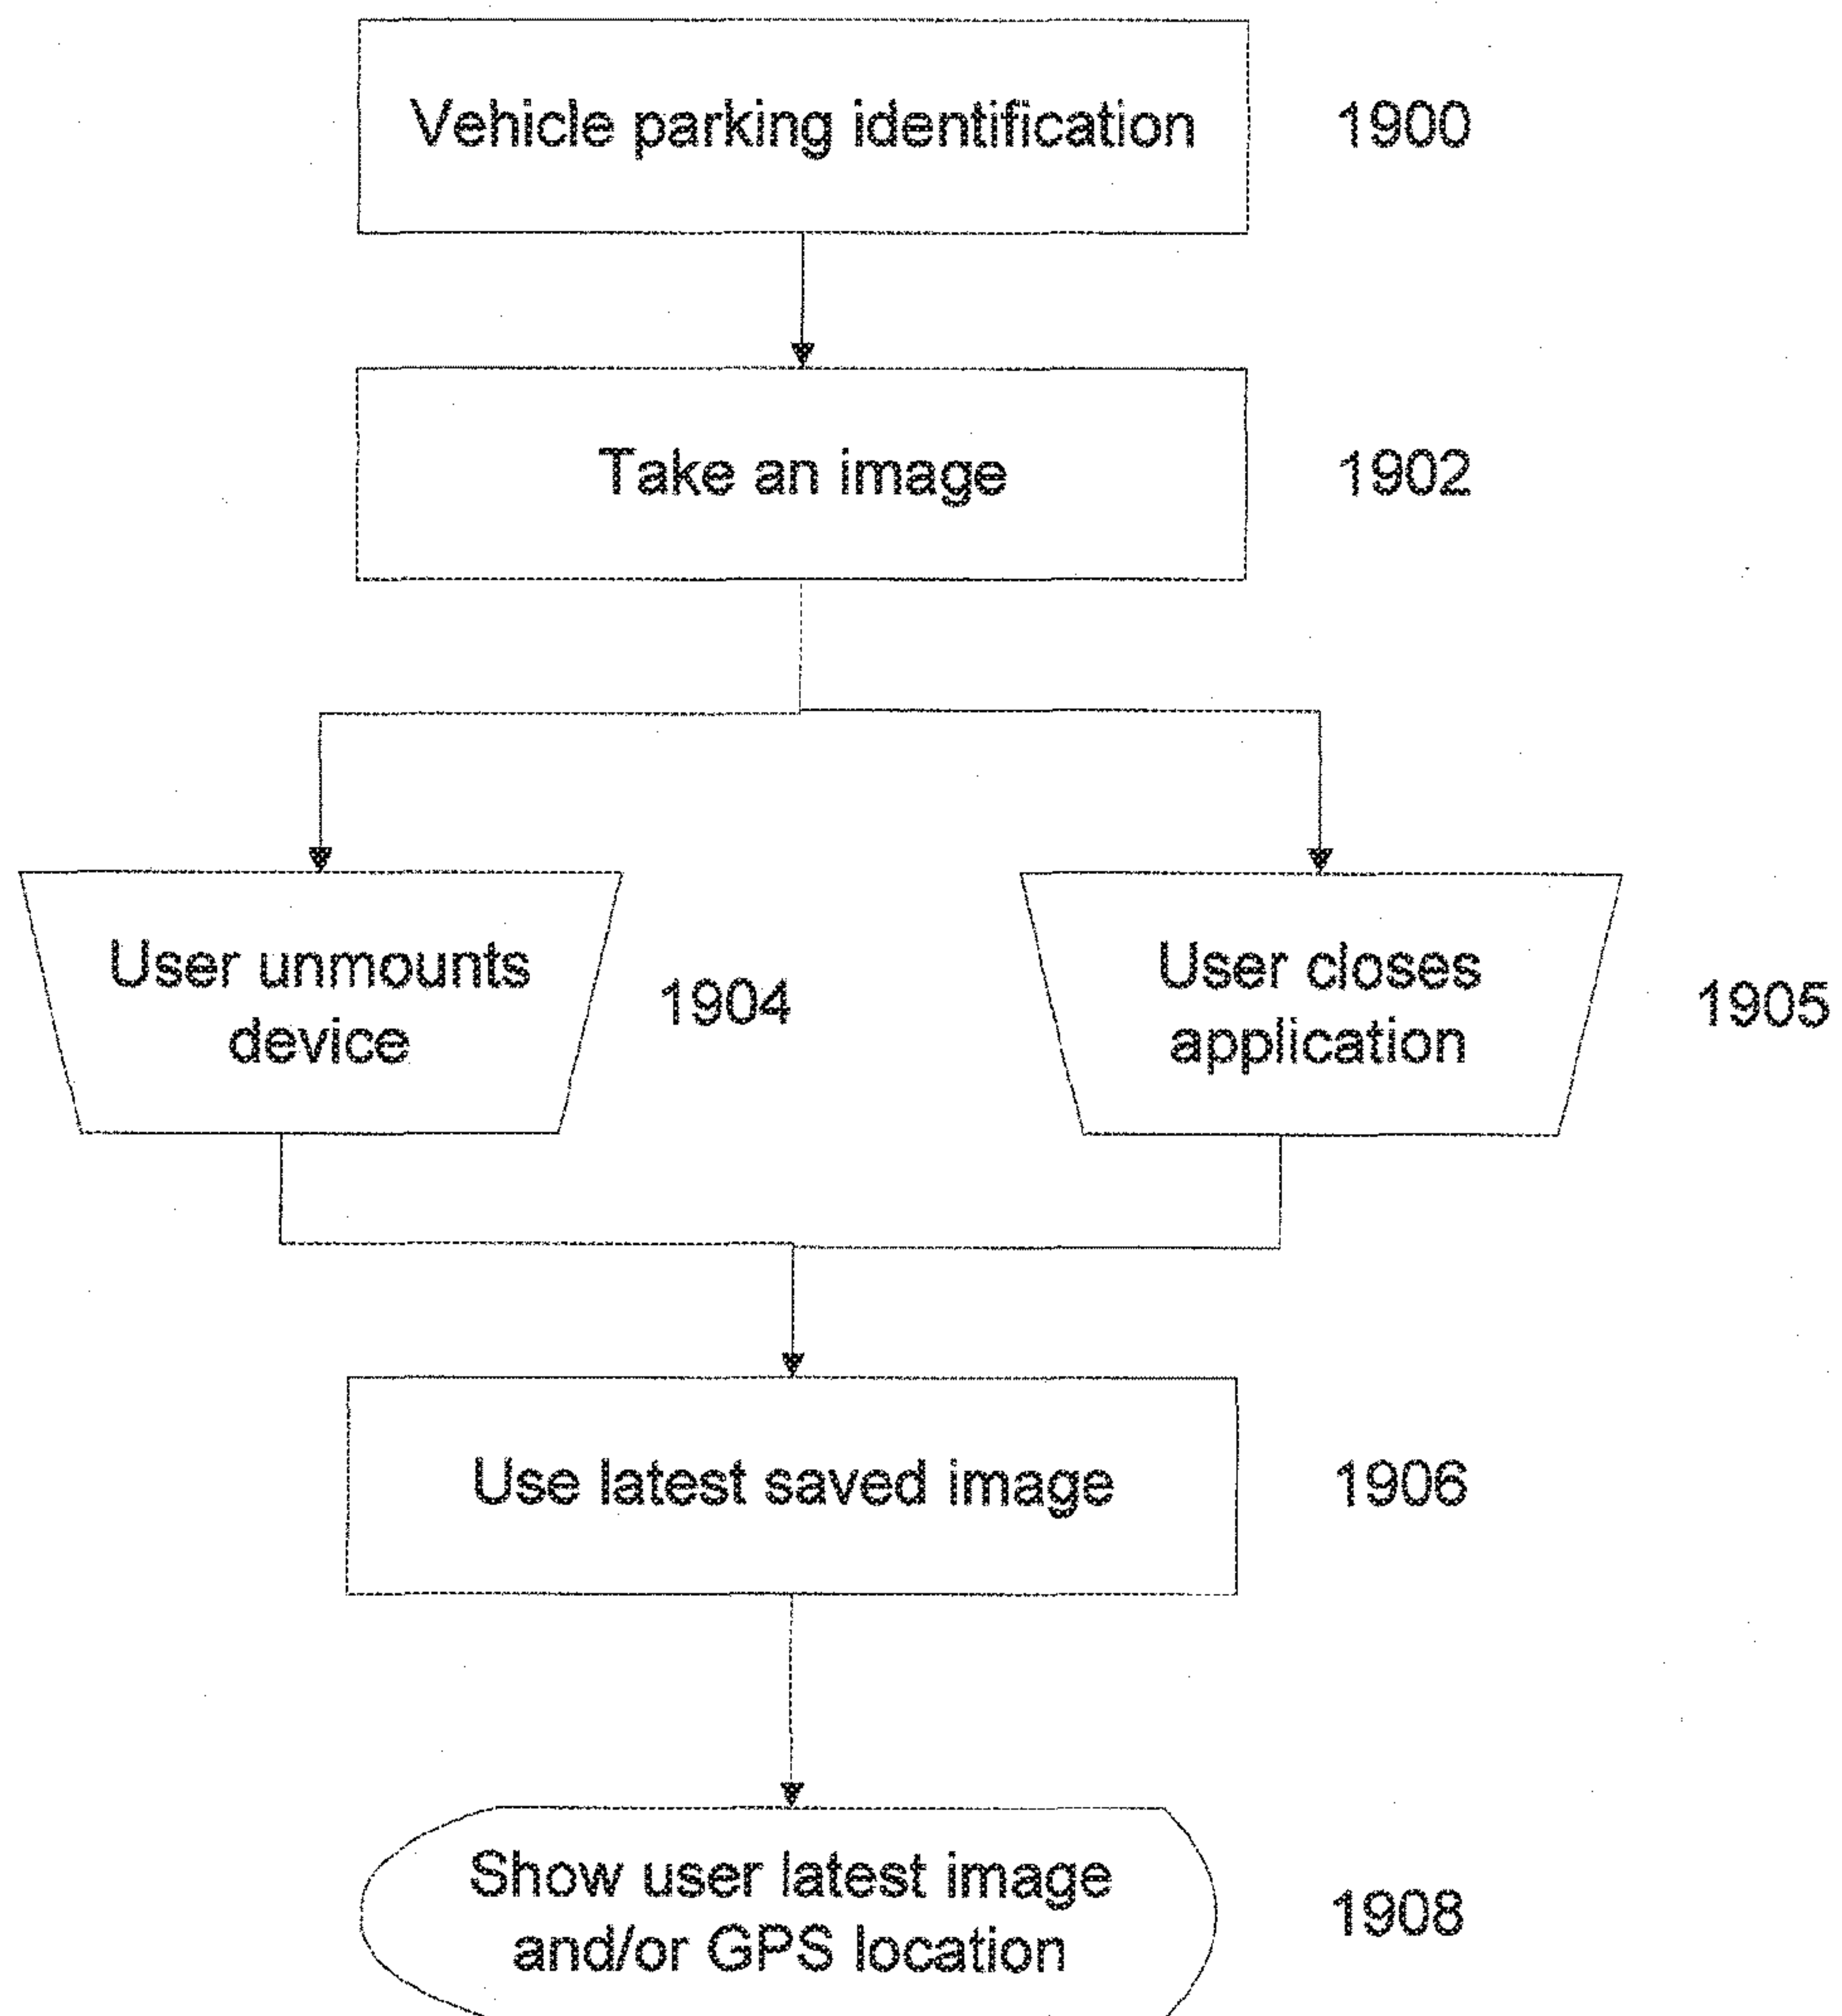 Vehicle parking identification
1900
Take an image
1902
User unmounts
device
1904
User closes
application
1905
Use latest saved image
1906
Show user latest image
and/or GPS location
1908